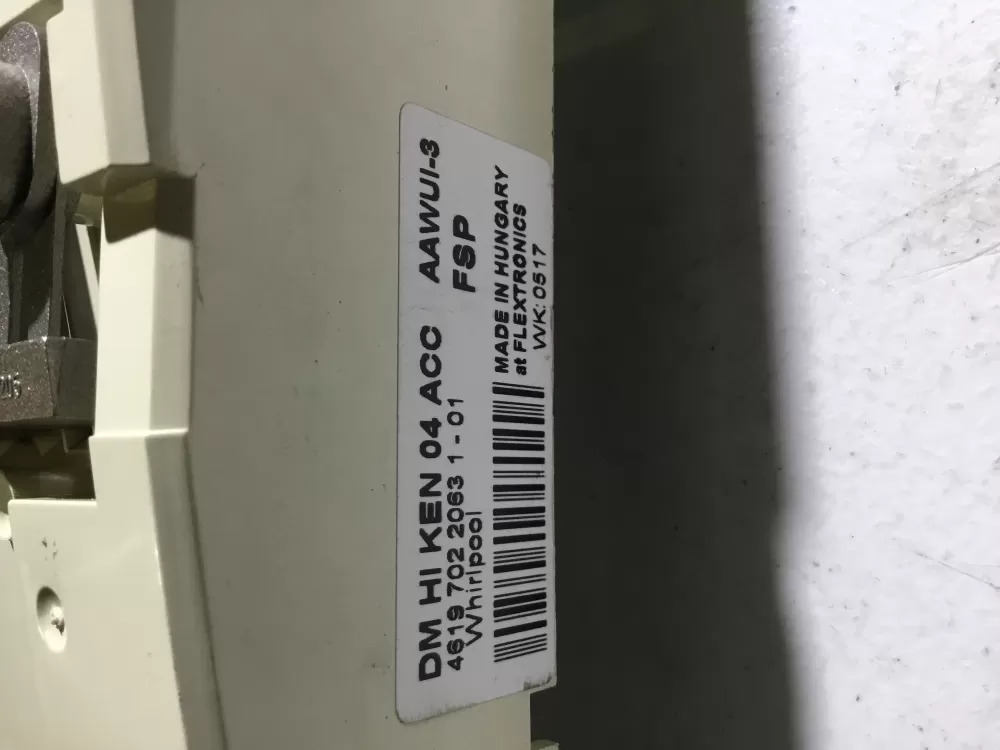 DM HI KEN 04 ACC AAWUI-3
4619 702 2063 1 - 01 FSP
Whirlpool
MADE IN HUNGARY
at FLEXTRONICS
WK: 0517